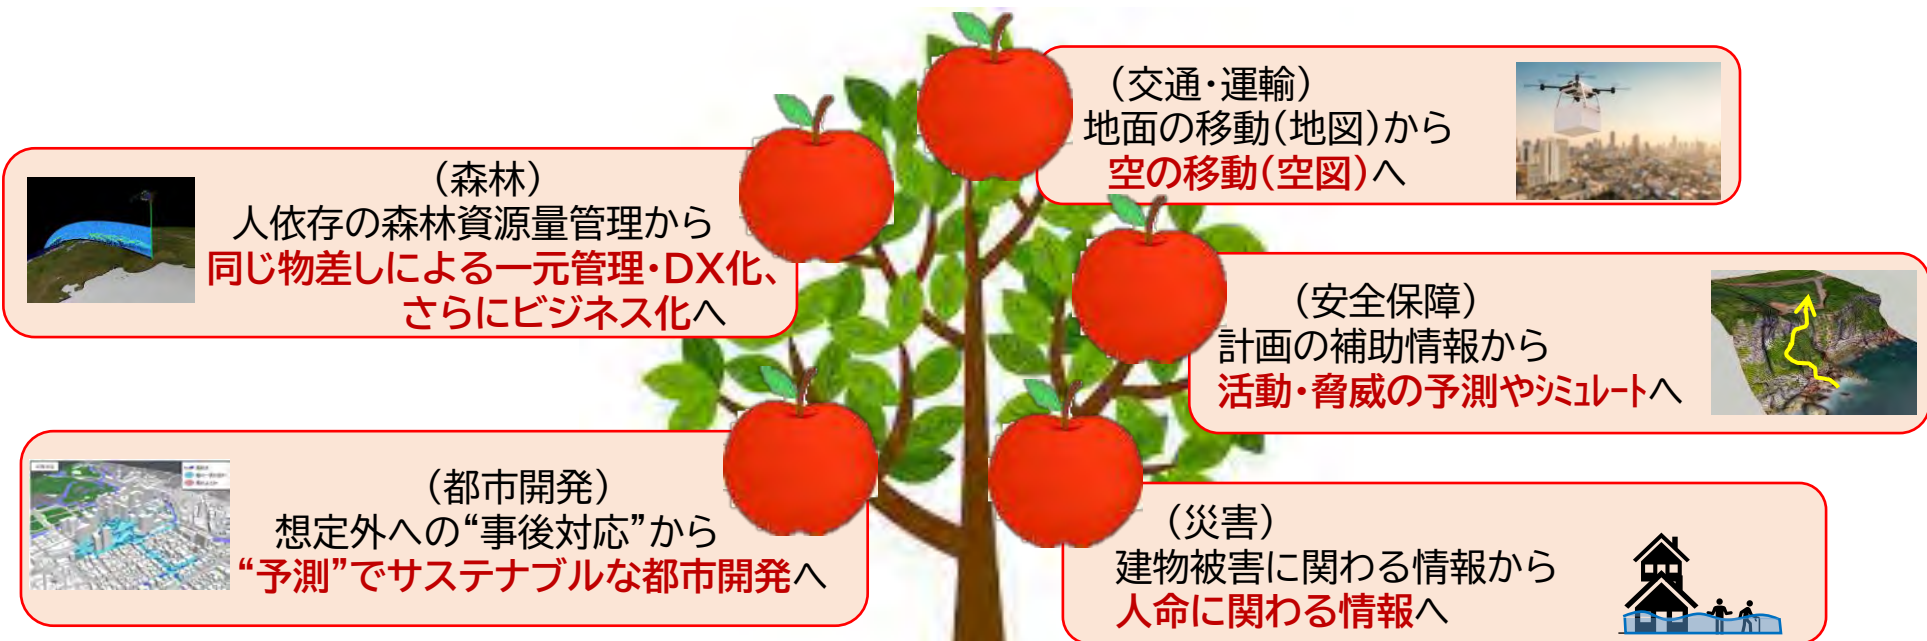 (交通・運輸)
地面の移動(地図)から
空の移動(空図)へ
(森林)
人依存の森林資源量管理から
同じ物差しによる一元管理・DX化、
さらにビジネス化へ
(安全保障)
計画の補助情報から
活動・脅威の予測やｼﾐｭﾚｰﾄへ
(都市開発)
想定外への“事後対応”から
“予測”でサステナブルな都市開発へ
(災害)
建物被害に関わる情報から
人命に関わる情報へ